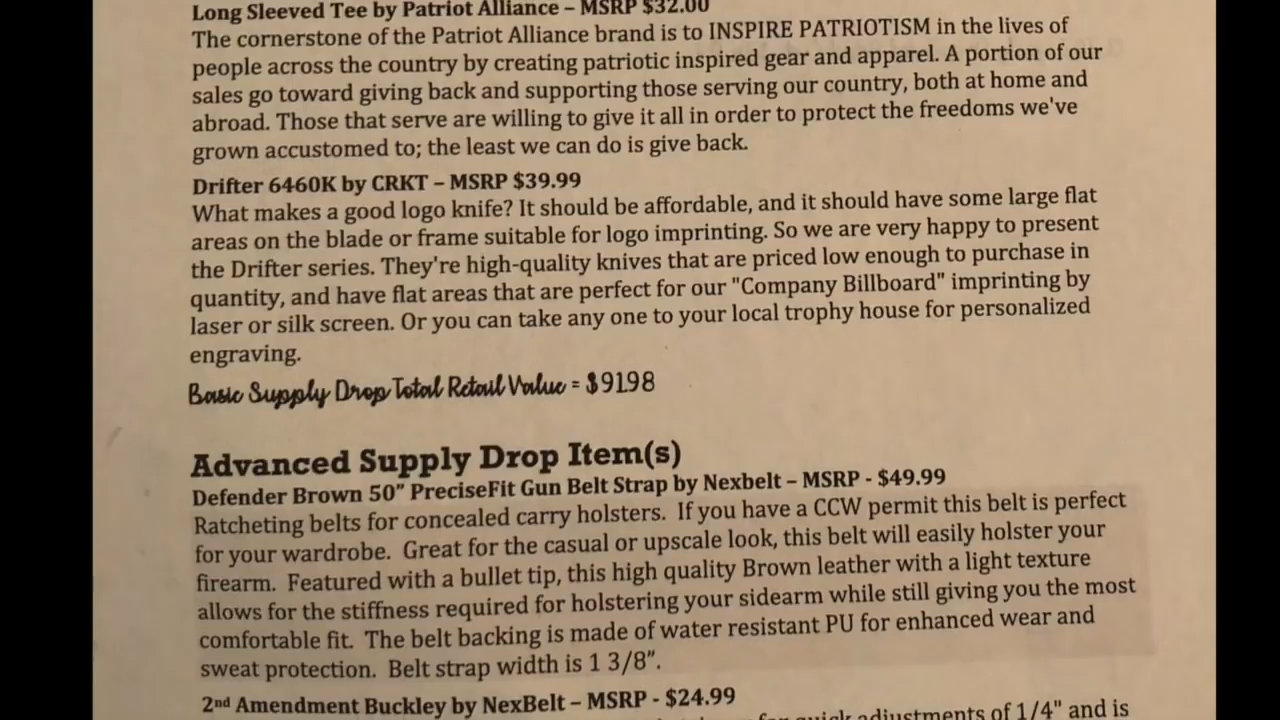 Long Sleeved Tee by Patriot Alliance – MSRP $32.00
The cornerstone of the Patriot Alliance brand is to INSPIRE PATRIOTISM in the lives of
people across the country by creating patriotic inspired gear and apparel. A portion of our
sales go toward giving back and supporting those serving our country, both at home and
abroad. Those that serve are willing to give it all in order to protect the freedoms we've
grown accustomed to; the least we can do is give back.
Drifter 6460K by CRKT – MSRP $39.99
What makes a good logo knife? It should be affordable, and it should have some large flat
areas on the blade or frame suitable for logo imprinting. So we are very happy to present
the Drifter series. They're high-quality knives that are priced low enough to purchase in
quantity, and have flat areas that are perfect for our "Company Billboard" imprinting by
laser or silk screen. Or you can take any one to your local trophy house for personalized
engraving.
Basic Supply Drop Total Retail Value = $91.98
Advanced Supply Drop Item(s)
Defender Brown 50″ PreciseFit Gun Belt Strap by Nexbelt – MSRP - $49.99
Ratcheting belts for concealed carry holsters. If you have a CCW permit this belt is perfect
for your wardrobe. Great for the casual or upscale look, this belt will easily holster your
firearm. Featured with a bullet tip, this high quality Brown leather with a light texture
allows for the stiffness required for holstering your sidearm while still giving you the most
comfortable fit. The belt backing is made of water resistant PU for enhanced wear and
sweat protection. Belt strap width is 1 3/8″.
2nd Amendment Buckley by NexBelt – MSRP - $24.99
for quick adjustments of 1/4" and is